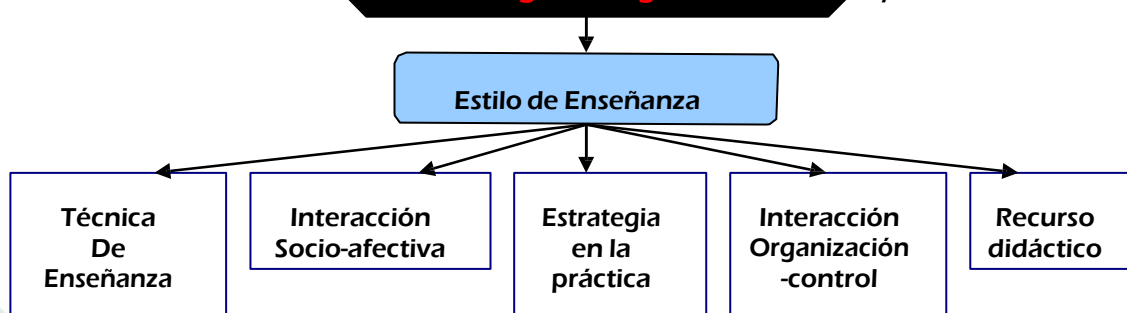 Estilo de Enseñanza
Técnica
De
Enseñanza
Interacción
Socio-afectiva
Estrategia
en la
práctica
Interacción
Organización
-control
Recurso
didáctico